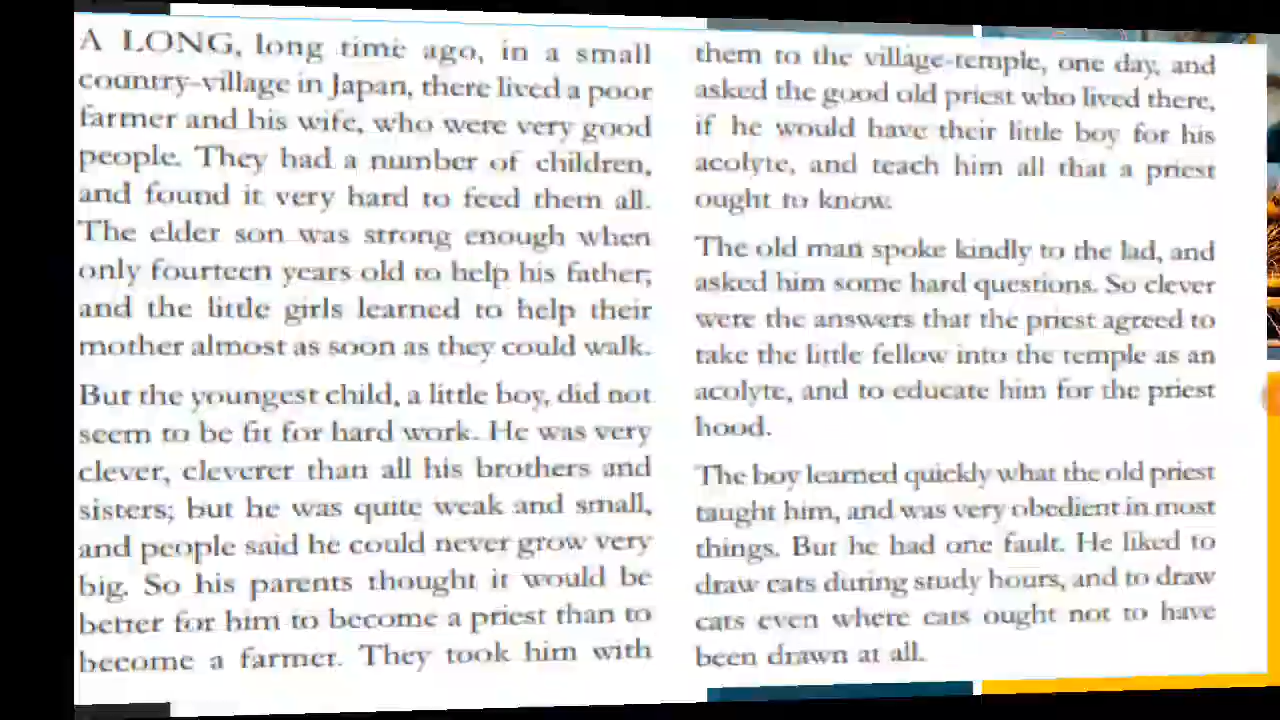 A LONG, long time ago, in a small
country-village in Japan, there lived a poor
farmer and his wife, who were very good
people. They had a number of children,
and found it very hard to feed them all.
The elder son was strong enough when
only fourteen years old to help his father;
and the little girls learned to help their
mother almost as soon as they could walk.
But the youngest child, a little boy, did not
seem to be fit for hard work. He was very
clever, cleverer than all his brothers and
sisters; but he was quite weak and small,
and people said he could never grow very
big. So his parents thought it would be
better for him to become a priest than to
become a farmer. They took him with
them to the village-temple, one day, and
asked the good old priest who lived there,
if he would have their little boy for his
acolyte, and teach him all that a priest
ought to know.
The old man spoke kindly to the lad, and
asked him some hard questions. So clever
were the answers that the priest agreed to
take the little fellow into the temple as an
acolyte, and to educate him for the priest
hood.
The boy learned quickly what the old priest
taught him, and was very obedient in most
things. But he had one fault. He liked to
draw cats during study hours, and to draw
cats even where cats ought not to have
been drawn at all.